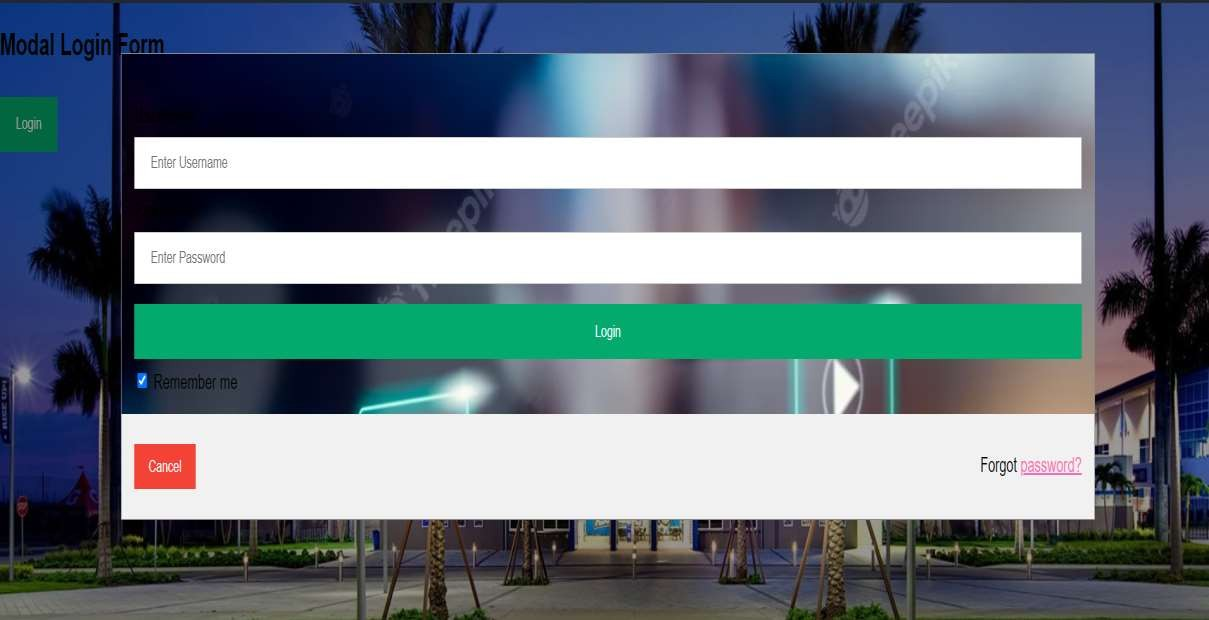 Modal Login Form
Login
Enter Username
Enter Password
Login
Remember me
Cancel
Forgot password?